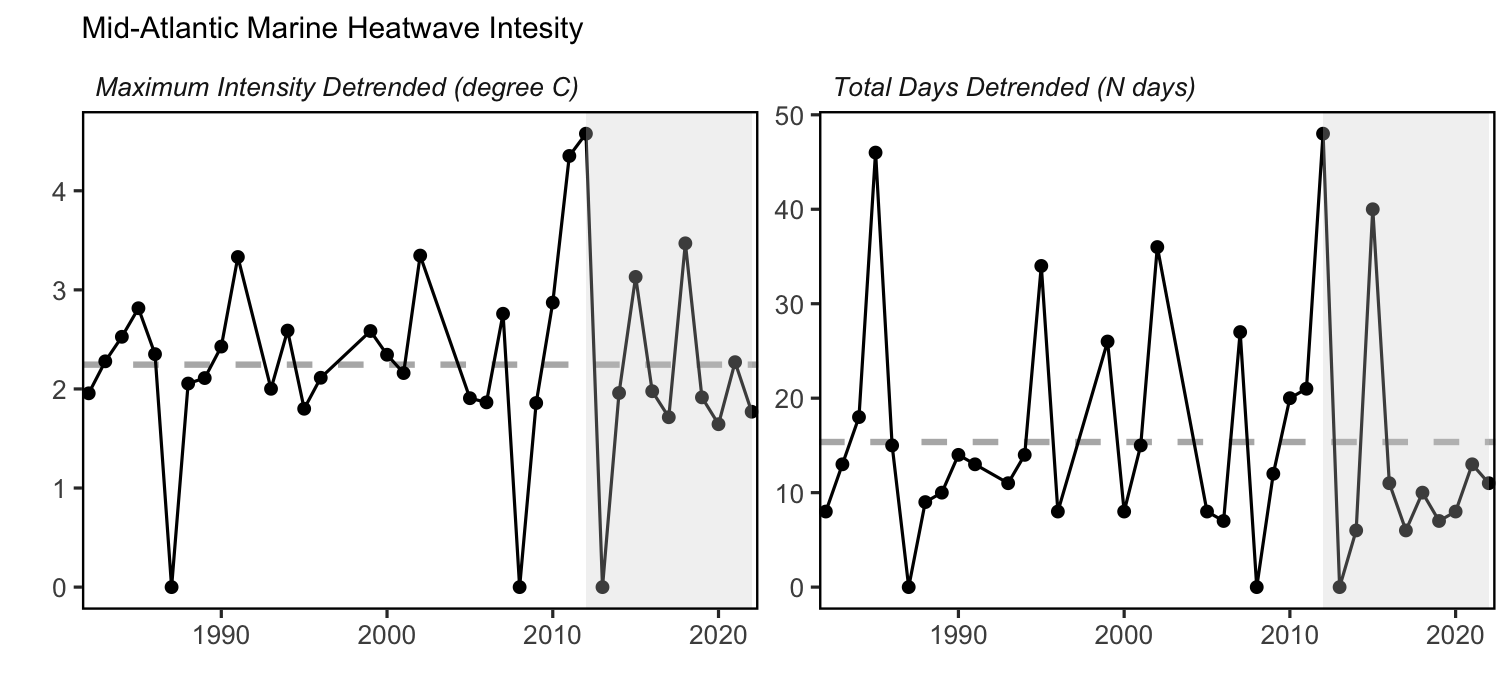 Mid-Atlantic Marine Heatwave Intesity
Maximum Intensity Detrended (degree C)
4
3
2
1
0
1990 2000 2010 2020
Total Days Detrended (N days)
50
40
30
20
10
0
1990 2000 2010 2020